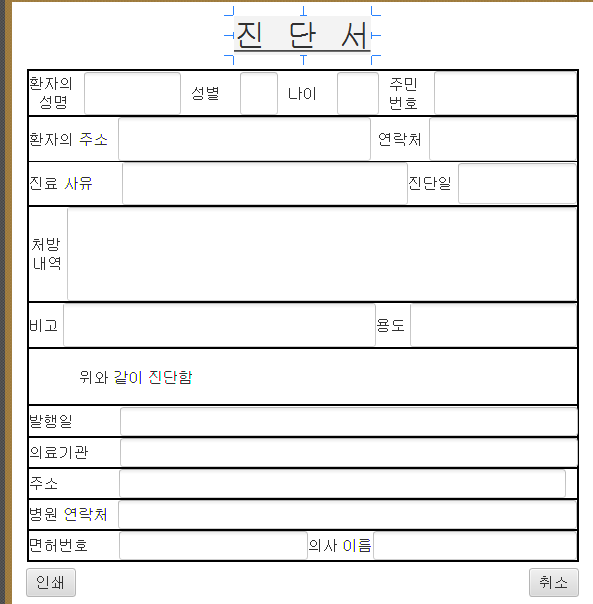 진 단 서
환자의 성별 나이 주민
성명 번호
환자의 주소 연락처
진료 사유 진단일
처방
내역
비고 용도
위와 같이 진단함
발행일
의료기관
주소
병원 연락처
면허번호 의사 이름
인쇄 취소